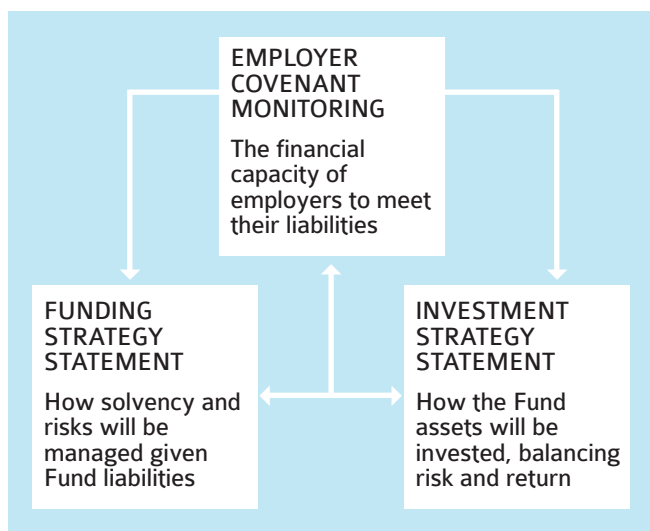 EMPLOYER
COVENANT
MONITORING
The financial
capacity of
employers to meet
their liabilities
FUNDING
STRATEGY
STATEMENT
How solvency and
risks will be
managed given
Fund liabilities
INVESTMENT
STRATEGY
STATEMENT
How the Fund
assets will be
invested, balancing
risk and return